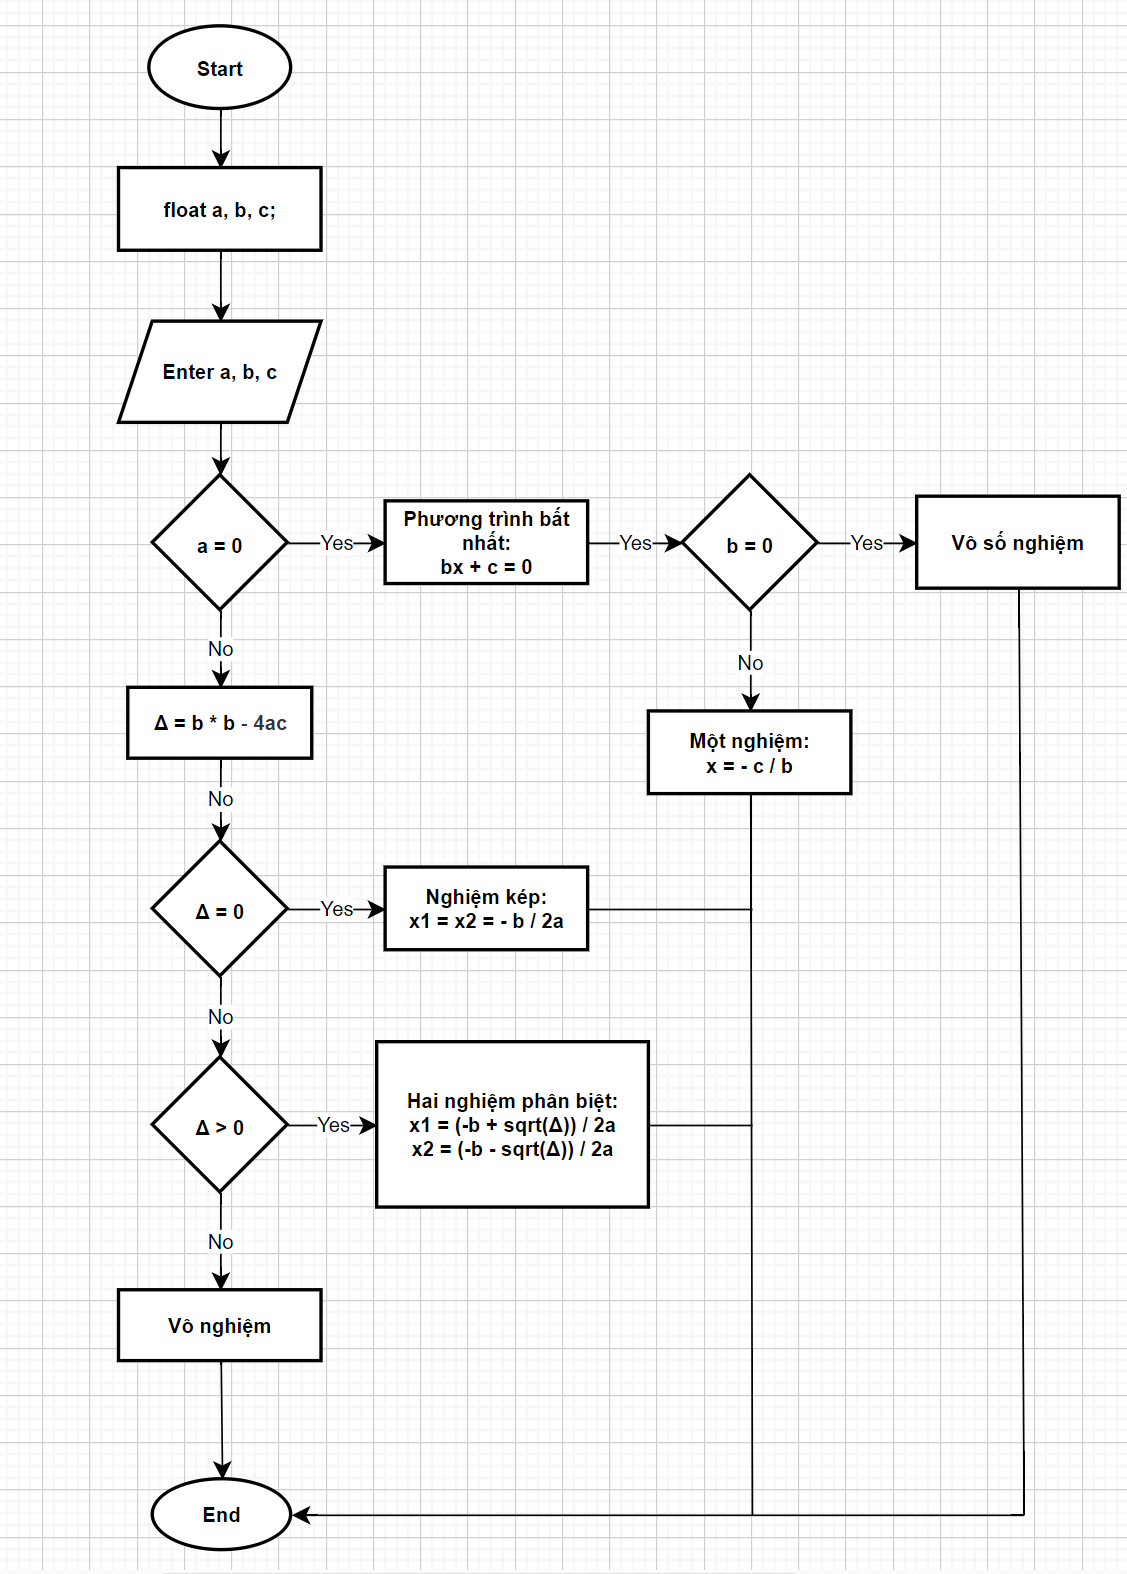 Start
float a, b, c;
Enter a, b, c
a = 0
Yes
Phương trình bất
nhất:
bx + c = 0
Yes
b = 0
Yes
Vô số nghiệm
No
No
Δ = b * b - 4ac
Một nghiệm:
x = - c / b
No
Δ = 0
Yes
Nghiệm kép:
x1 = x2 = - b / 2a
No
Δ > 0
Yes
Hai nghiệm phân biệt:
x1 = (-b + sqrt(Δ)) / 2a
x2 = (-b - sqrt(Δ)) / 2a
No
Vô nghiệm
End